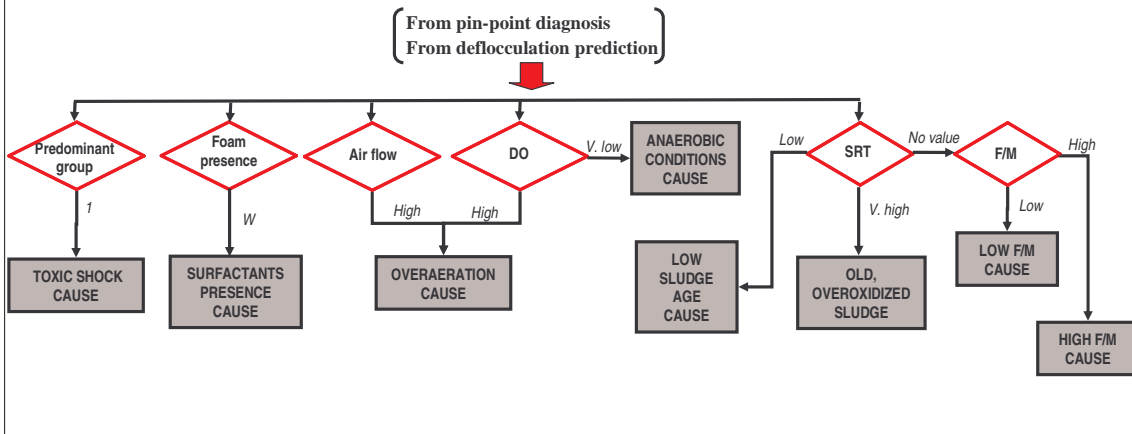 From pin-point diagnosis
From deflocculation prediction
Predominant
group
Foam
presence
Air flow
DO
V. low
ANAEROBIC
CONDITIONS
CAUSE
Low
SRT
No value
F/M
High
1
W
High
High
V. high
Low
TOXIC SHOCK
CAUSE
SURFACTANTS
PRESENCE
CAUSE
OVERAERATION
CAUSE
LOW
SLUDGE
AGE
CAUSE
OLD,
OVEROXIDIZED
SLUDGE
LOW F/M
CAUSE
HIGH F/M
CAUSE